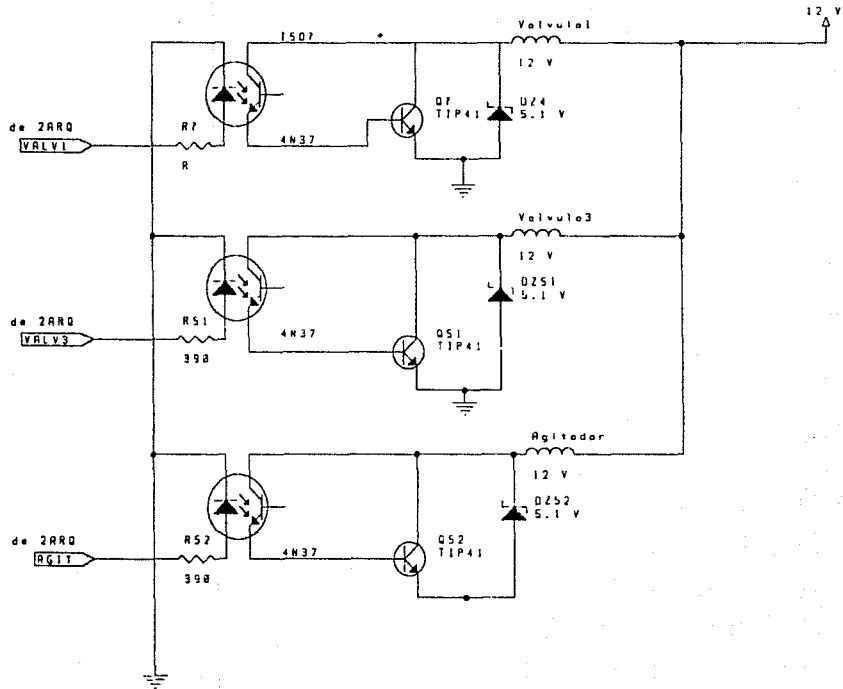 12 V
Valvula1
ISO7
12 V
Q7
TIP41
DZ4
5.1 V
de 2ARQ
VALV1
R7
R
4N37
Valvula3
12 V
DZ51
5.1 V
de 2ARQ
VALV3
R51
390
4N37
Q51
TIP41
Agitador
12 V
DZ52
5.1 V
de 2ARQ
AGIT
R52
390
4N37
Q52
TIP41